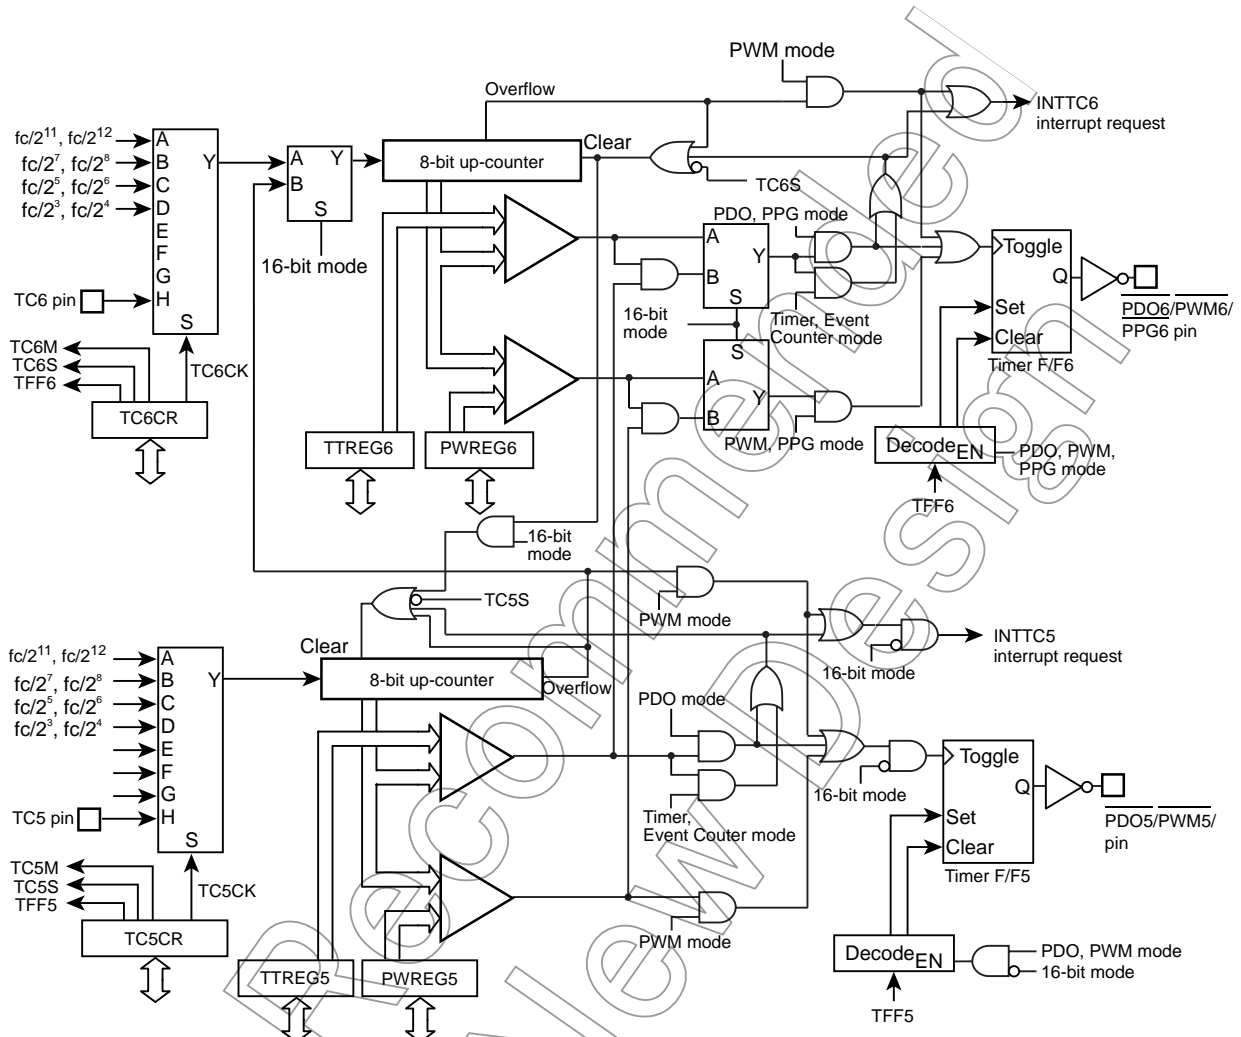 PWM mode
Overflow
INTTC6
interrupt request
fc/2¹¹, fc/2¹²
fc/2⁷, fc/2⁸
fc/2⁵, fc/2⁶
fc/2³, fc/2⁴
A
B
C
D
E
F
G
H
S
Y
TC6 pin
A
B
Y
S
16-bit mode
8-bit up-counter
Clear
TC6S
PDO, PPG mode
A
B
Y
S
16-bit
mode
Timer, Event
Counter mode
S
A
B
Y
PWM, PPG mode
Toggle
Q
Set
Clear
Timer F/F6
PDO6/PWM6/
PPG6 pin
TC6M
TC6S
TFF6
TC6CK
TC6CR
TTREG6
PWREG6
Decode
EN
PDO, PWM,
PPG mode
TFF6
16-bit
mode
TC5S
PWM mode
INTTC5
interrupt request
16-bit mode
Clear
8-bit up-counter
Overflow
fc/2¹¹, fc/2¹²
fc/2⁷, fc/2⁸
fc/2⁵, fc/2⁶
fc/2³, fc/2⁴
A
B
C
D
E
F
G
H
S
Y
TC5 pin
PDO mode
Timer,
Event Couter mode
16-bit mode
Toggle
Q
Set
Clear
Timer F/F5
PDO5/PWM5/
pin
TC5M
TC5S
TFF5
TC5CK
TC5CR
TTREG5
PWREG5
PWM mode
Decode
EN
PDO, PWM mode
16-bit mode
TFF5
Recommended
New Design